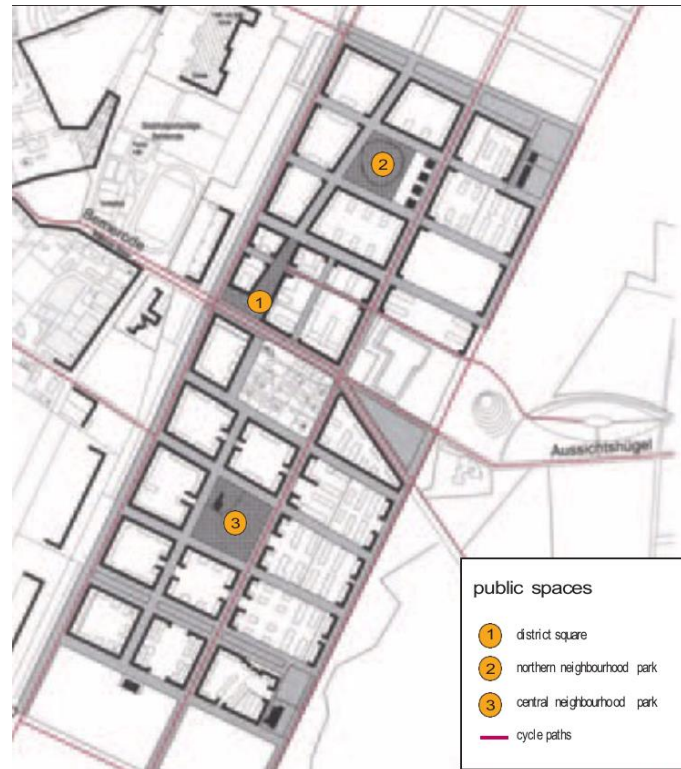 2
Bemerode
1
Aussichtshügel
3
public spaces
1 district square
2 northern neighbourhood park
3 central neighbourhood park
cycle paths